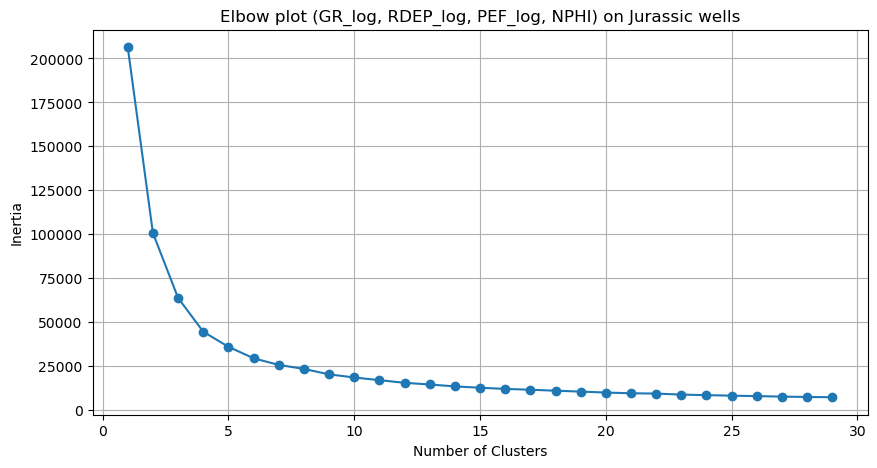 Elbow plot (GR_log, RDEP_log, PEF_log, NPHI) on Jurassic wells
200000
175000
150000
125000
100000
75000
50000
25000
0
Inertia
0 5 10 15 20 25 30
Number of Clusters